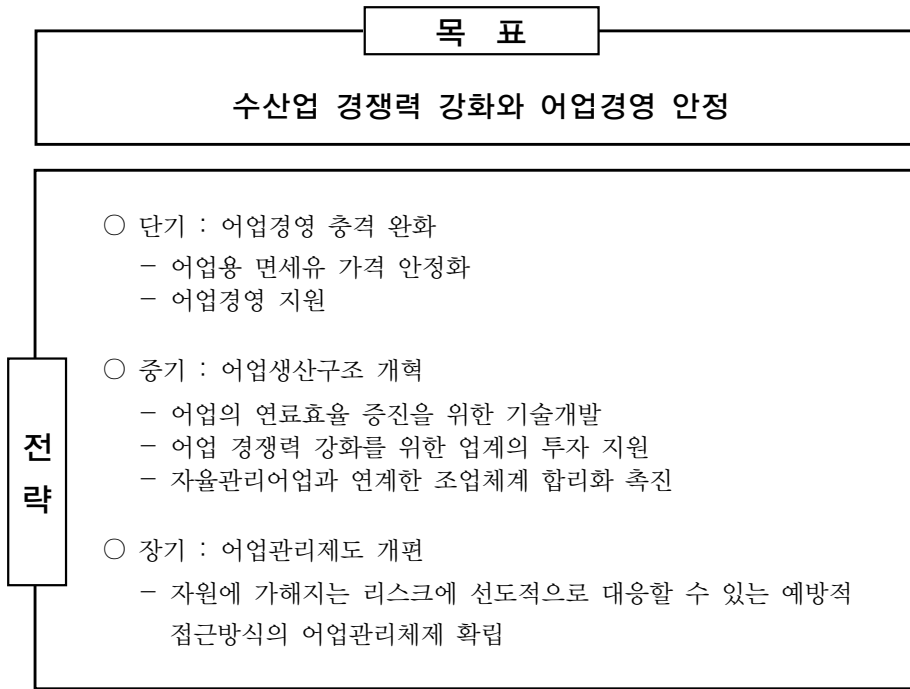 목 표
수산업 경쟁력 강화와 어업경영 안정
전
략
○ 단기 : 어업경영 충격 완화
－ 어업용 면세유 가격 안정화
－ 어업경영 지원
○ 중기 : 어업생산구조 개혁
－ 어업의 연료효율 증진을 위한 기술개발
－ 어업 경쟁력 강화를 위한 업계의 투자 지원
－ 자율관리어업과 연계한 조업체계 합리화 촉진
○ 장기 : 어업관리제도 개편
－ 자원에 가해지는 리스크에 선도적으로 대응할 수 있는 예방적
접근방식의 어업관리체제 확립